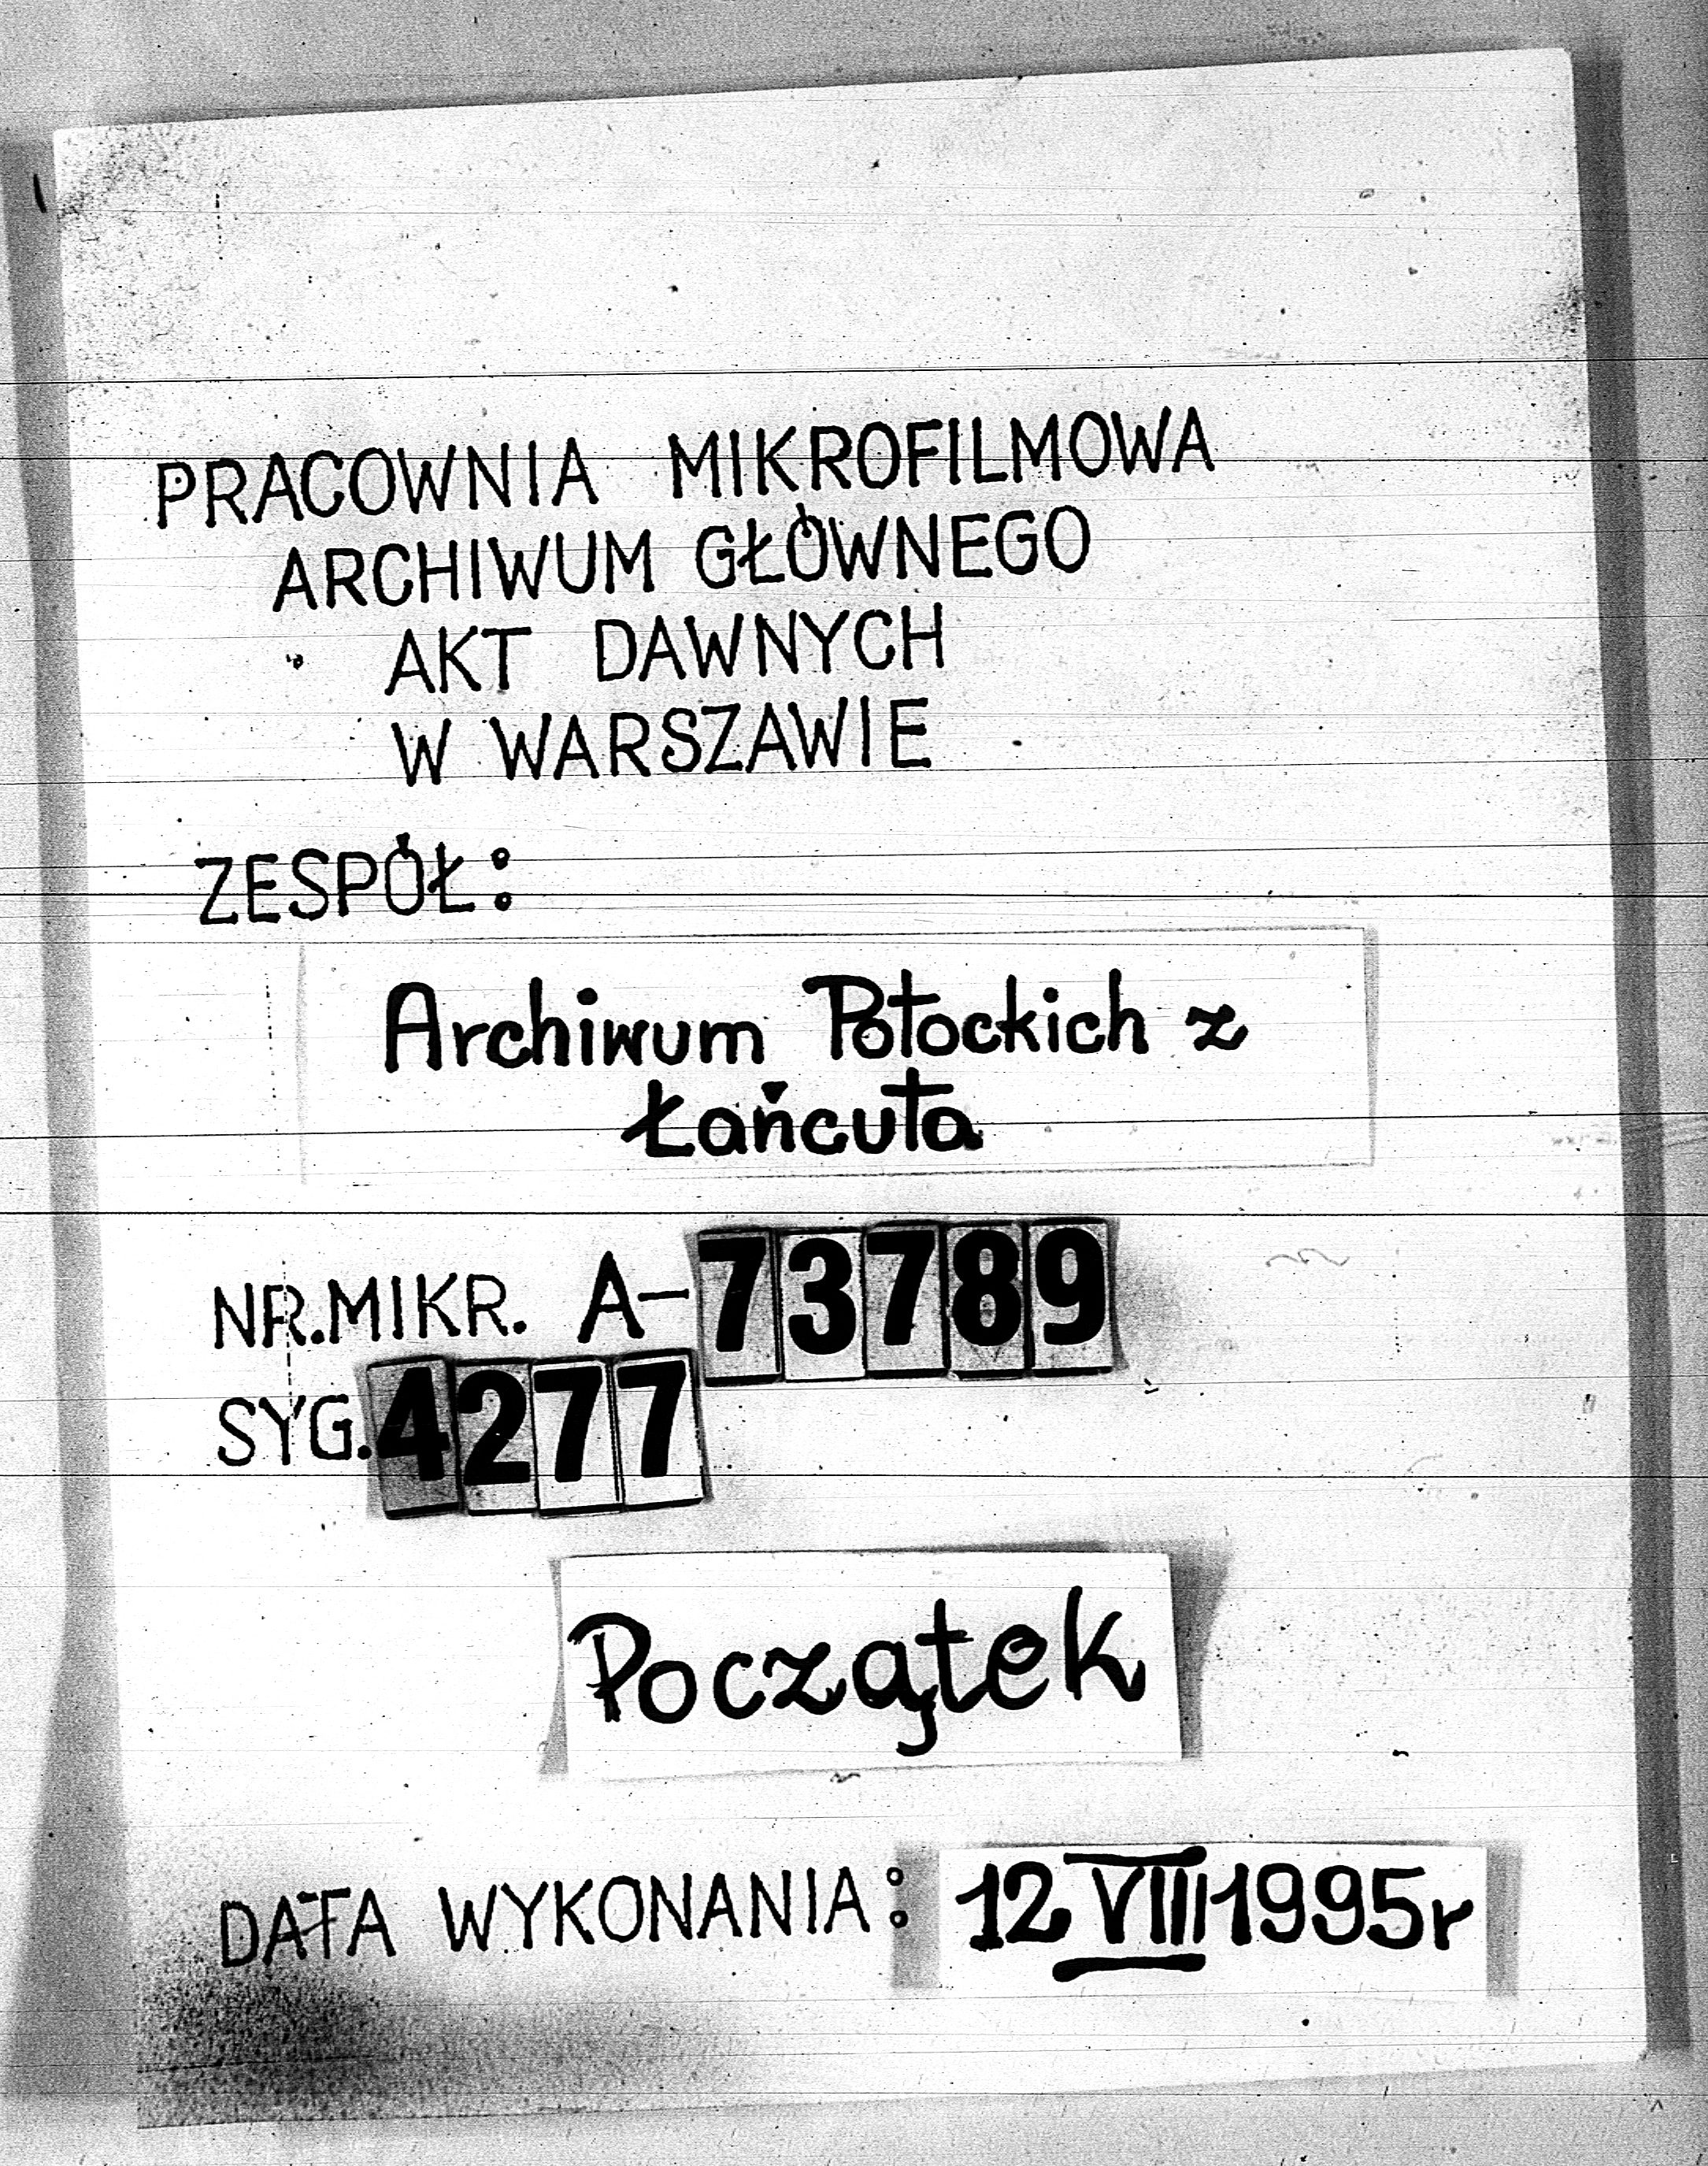 PRACOWNIA MIKROFILMOWA
ARCHIWUM GŁÓWNEGO
AKT DAWNYCH
W WARSZAWIE
ZESPÓŁ:
Archiwum Potockich z
Łańcuta
NR.MIKR. A-73789
SYG.4277
Początek
DATA WYKONANIA: 12 VIII 1995r